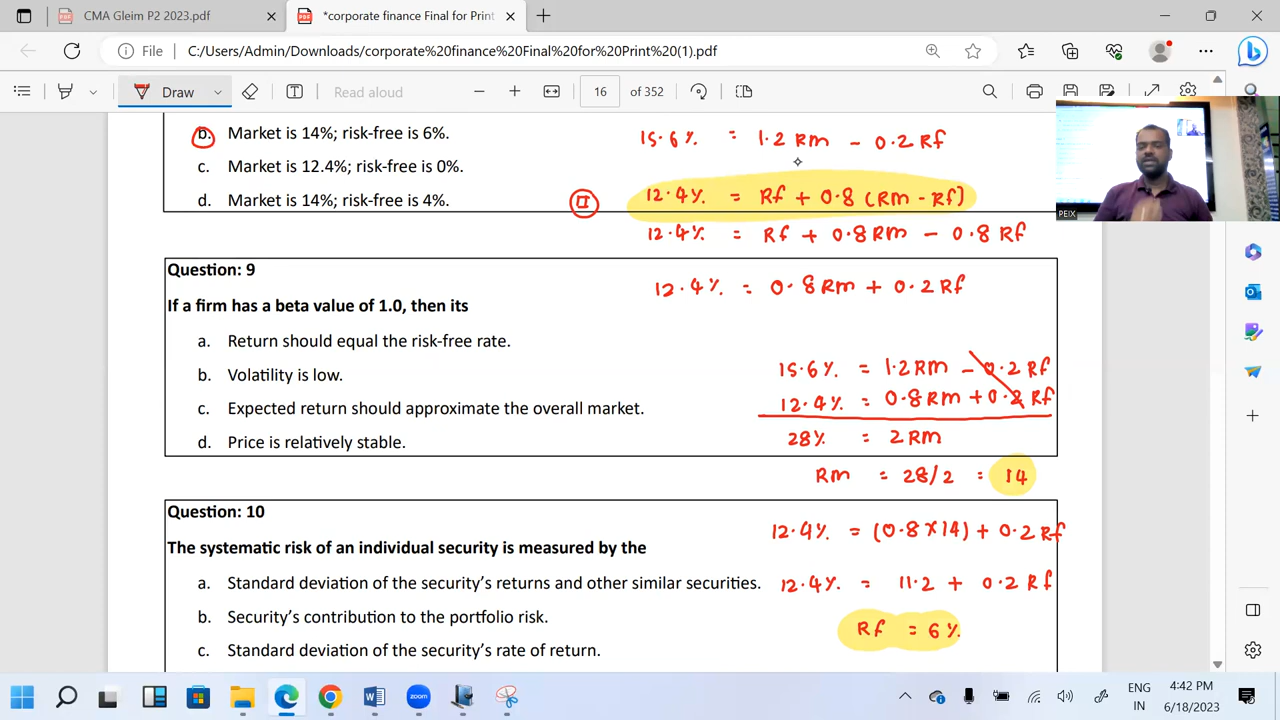 CMA Gleim P2 2023.pdf
*corporate finance Final for Print
File
C:/Users/Admin/Downloads/corporate%20finance%20Final%20for%20Print%20(1).pdf
Draw
Read aloud
16
of 352
b. Market is 14%; risk-free is 6%.
c. Market is 12.4%; risk-free is 0%.
d. Market is 14%; risk-free is 4%.
15.6% = 1.2 Rm - 0.2 Rf
II
12.4% = Rf + 0.8 (Rm - Rf)
12.4% = Rf + 0.8 Rm - 0.8 Rf
PEIX
Question: 9
If a firm has a beta value of 1.0, then its
a. Return should equal the risk-free rate.
b. Volatility is low.
c. Expected return should approximate the overall market.
d. Price is relatively stable.
12.4% = 0.8 Rm + 0.2 Rf
15.6% = 1.2 Rm - 0.2 Rf
12.4% = 0.8 Rm + 0.2 Rf
28% = 2 Rm
Rm = 28/2 = 14
Question: 10
The systematic risk of an individual security is measured by the
a. Standard deviation of the security's returns and other similar securities.
b. Security's contribution to the portfolio risk.
c. Standard deviation of the security's rate of return.
12.4% = (0.8 X 14) + 0.2 Rf
12.4% = 11.2 + 0.2 Rf
Rf = 6%
zoom
ENG
IN
4:42 PM
6/18/2023